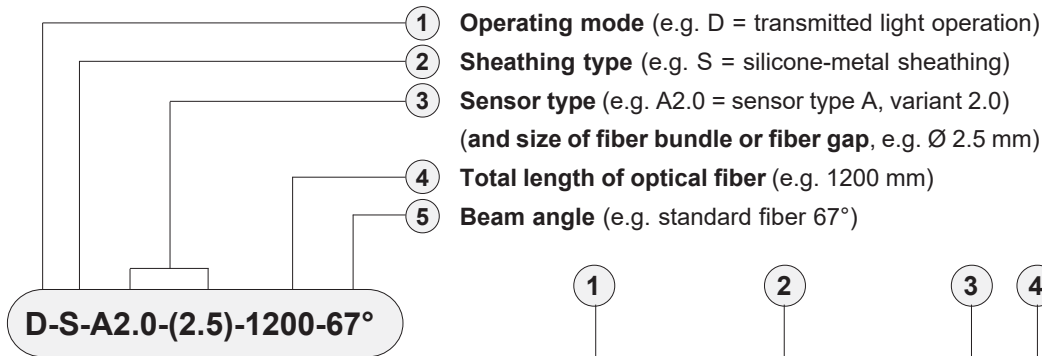 1 Operating mode (e.g. D = transmitted light operation)
2 Sheathing type (e.g. S = silicone-metal sheathing)
3 Sensor type (e.g. A2.0 = sensor type A, variant 2.0)
(and size of fiber bundle or fiber gap, e.g. Ø 2.5 mm)
4 Total length of optical fiber (e.g. 1200 mm)
5 Beam angle (e.g. standard fiber 67°)
1 2 3 4
D-S-A2.0-(2.5)-1200-67°